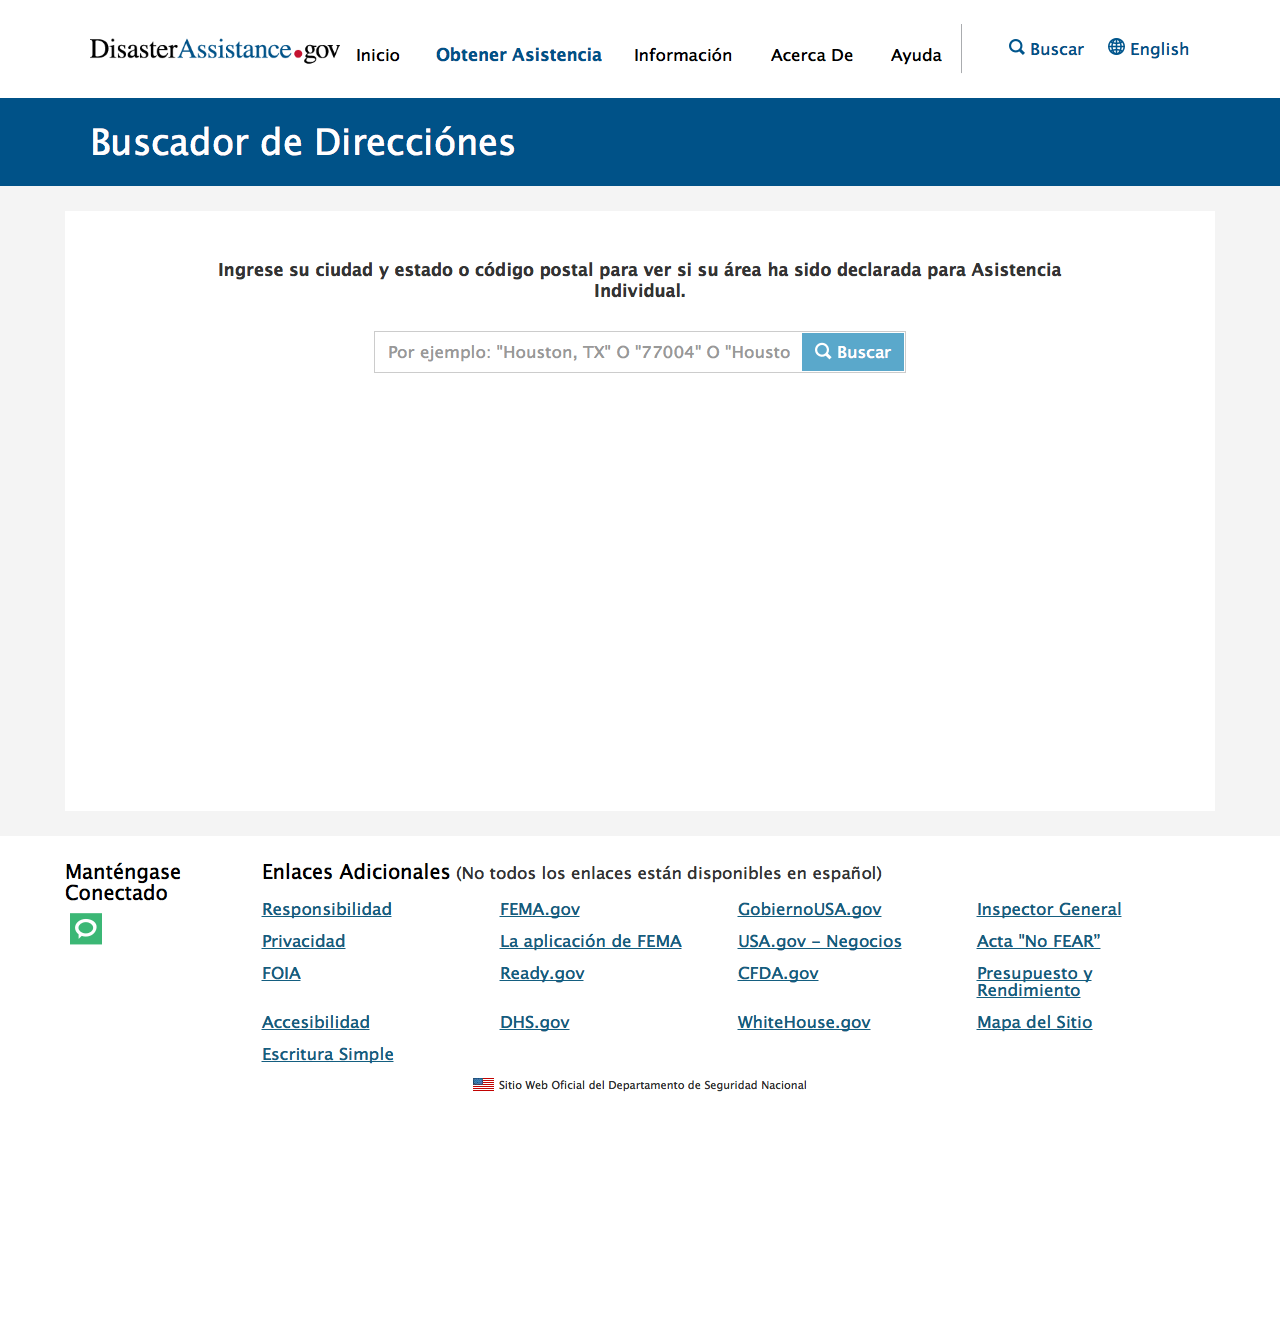 DisasterAssistance.gov
Inicio
Obtener Asistencia
Información
Acerca De
Ayuda
Buscar
English
Buscador de Direcciónes
Ingrese su ciudad y estado o código postal para ver si su área ha sido declarada para Asistencia
Individual.
Por ejemplo: "Houston, TX" O "77004" O "Housto
Buscar
Manténgase
Conectado
Enlaces Adicionales (No todos los enlaces están disponibles en español)
Responsibilidad
FEMA.gov
GobiernoUSA.gov
Inspector General
Privacidad
La aplicación de FEMA
USA.gov – Negocios
Acta "No FEAR”
FOIA
Ready.gov
CFDA.gov
Presupuesto y
Rendimiento
Accesibilidad
DHS.gov
WhiteHouse.gov
Mapa del Sitio
Escritura Simple
Sitio Web Oficial del Departamento de Seguridad Nacional